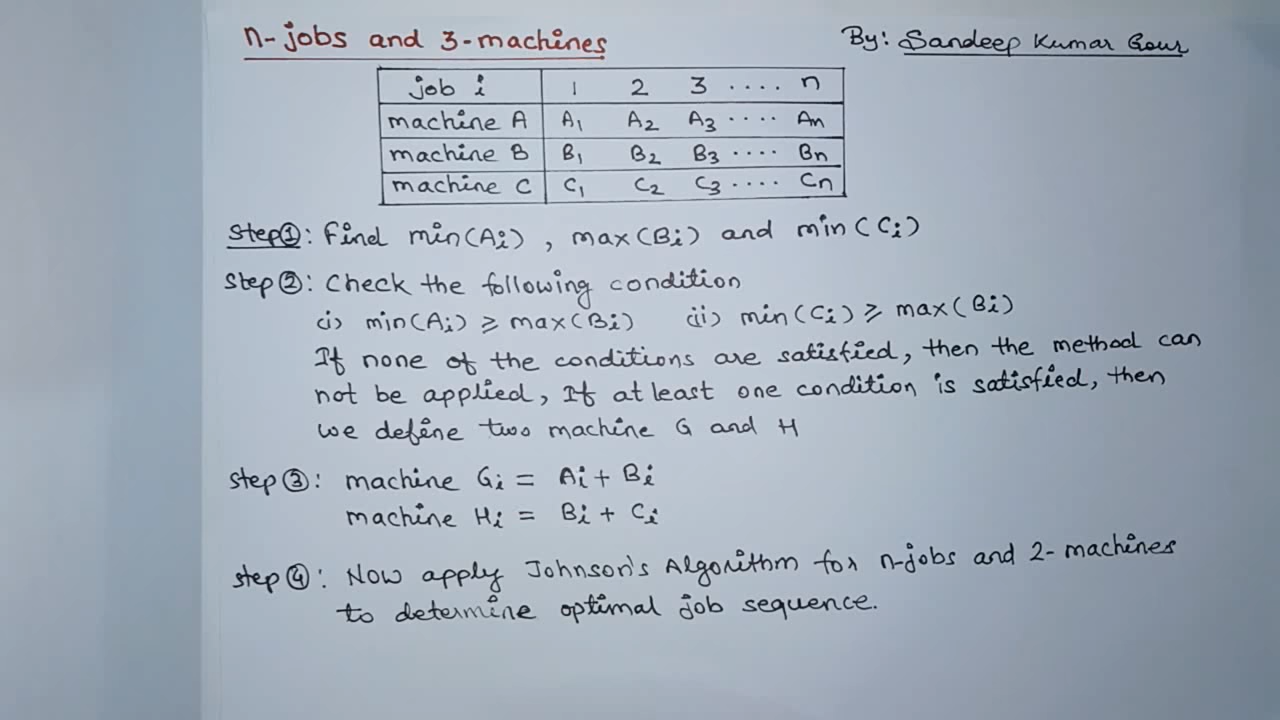 n-jobs and 3-machines
By: Sandeep Kumar Gour
job i 1 2 3 .... n
machine A A₁ A₂ A₃ .... An
machine B B₁ B₂ B₃ .... Bn
machine C C₁ C₂ C₃ .... Cn
Step①: Find min(Ai), max(Bi) and min(Ci)
Step②: Check the following condition
(i) min(Ai) ⩾ max(Bi) (ii) min(Ci) ⩾ max(Bi)
If none of the conditions are satisfied, then the method can
not be applied, If at least one condition is satisfied, then
we define two machine G and H
Step③: machine Gi = Ai + Bi
machine Hi = Bi + Ci
Step④: Now apply Johnson's Algorithm for n-jobs and 2-machines
to determine optimal job sequence.